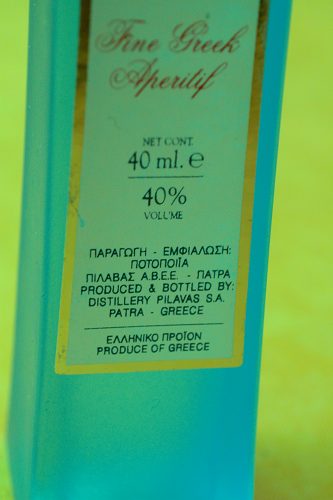 Fine Greek
Aperitif
NET CONT.
40 ml. e
40%
VOLUME
ΠΑΡΑΓΩΓΗ - ΕΜΦΙΑΛΩΣΗ:
ΠΟΤΟΠΟΙΪΑ
ΠΙΛΑΒΑΣ Α.Β.Ε.Ε. - ΠΑΤΡΑ
PRODUCED & BOTTLED BY:
DISTILLERY PILAVAS S.A.
PATRA - GREECE
ΕΛΛΗΝΙΚΟ ΠΡΟΪΟΝ
PRODUCE OF GREECE